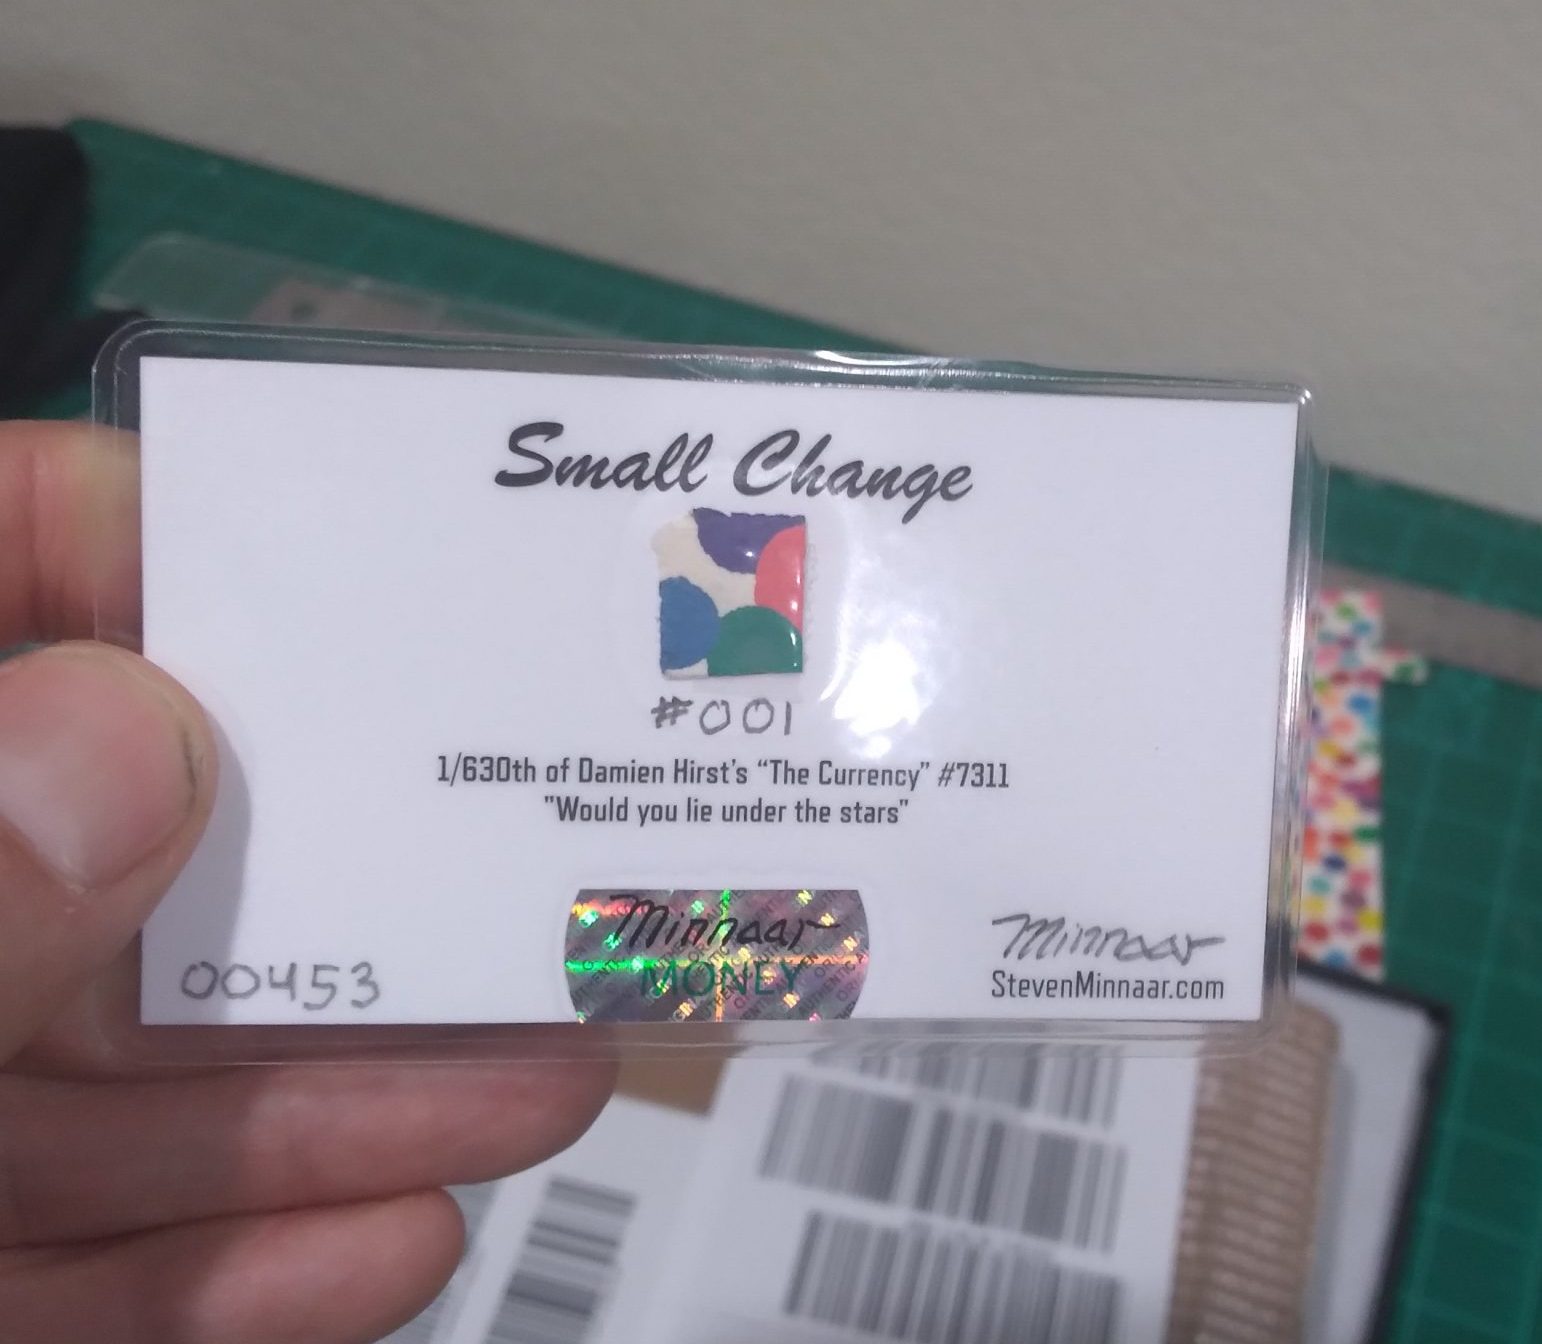 Small Change
#001
1/630th of Damien Hirst's “The Currency” #7311
"Would you lie under the stars"
Minnaar
MONEY
00453
Minnaar
StevenMinnaar.com